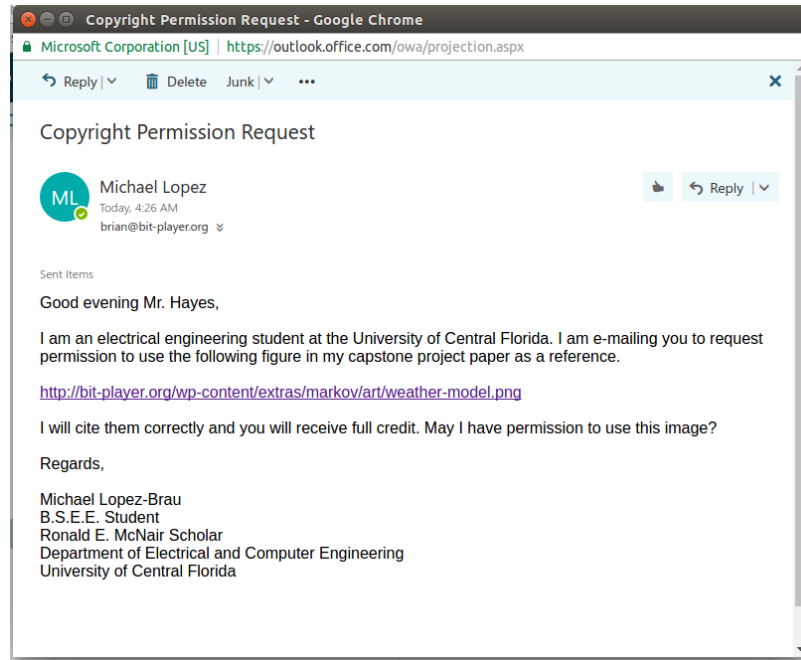 Copyright Permission Request - Google Chrome
Microsoft Corporation [US] | https://outlook.office.com/owa/projection.aspx
Reply | Delete Junk | ...
Copyright Permission Request
ML Michael Lopez Reply |
Today, 4:26 AM
brian@bit-player.org
Sent Items
Good evening Mr. Hayes,
I am an electrical engineering student at the University of Central Florida. I am e-mailing you to request
permission to use the following figure in my capstone project paper as a reference.
http://bit-player.org/wp-content/extras/markov/art/weather-model.png
I will cite them correctly and you will receive full credit. May I have permission to use this image?
Regards,
Michael Lopez-Brau
B.S.E.E. Student
Ronald E. McNair Scholar
Department of Electrical and Computer Engineering
University of Central Florida